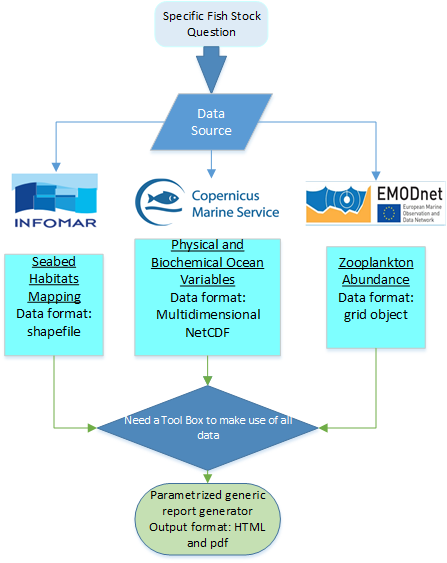 Specific Fish Stock
Question
Data
Source
INFOMAR
Copernicus
Marine Service
EMODnet
European Marine
Observation and
Data Network
Seabed
Habitats
Mapping
Data format:
shapefile
Physical and
Biochemical Ocean
Variables
Data format:
Multidimensional
NetCDF
Zooplankton
Abundance
Data format:
grid object
Need a Tool Box to make use of all
data
Parametrized generic
report generator
Output format: HTML
and pdf